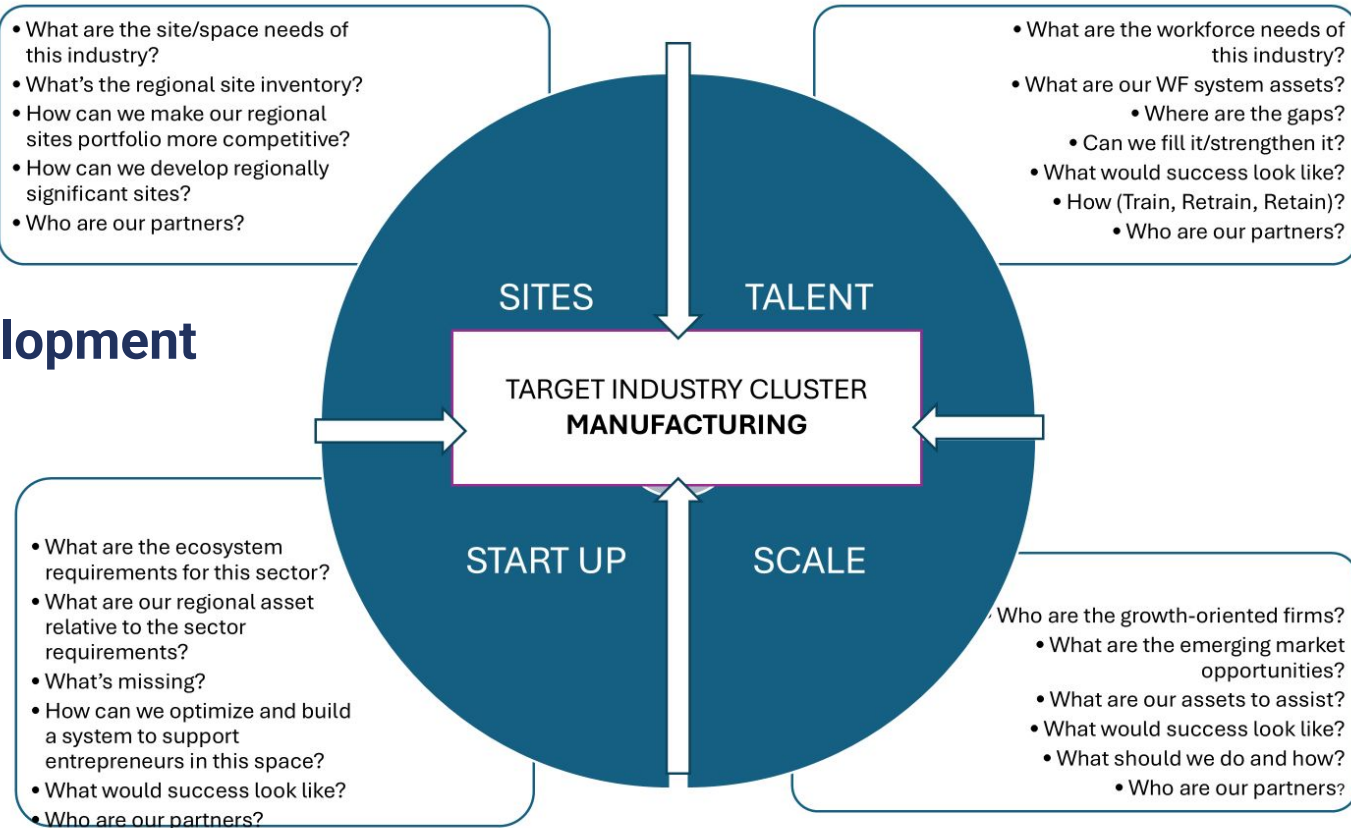 • What are the site/space needs of
this industry?
• What’s the regional site inventory?
• How can we make our regional
sites portfolio more competitive?
• How can we develop regionally
significant sites?
• Who are our partners?
• What are the workforce needs of
this industry?
• What are our WF system assets?
• Where are the gaps?
• Can we fill it/strengthen it?
• What would success look like?
• How (Train, Retrain, Retain)?
• Who are our partners?
SITES
TALENT
lopment
TARGET INDUSTRY CLUSTER
MANUFACTURING
START UP
SCALE
• What are the ecosystem
requirements for this sector?
• What are our regional asset
relative to the sector
requirements?
• What’s missing?
• How can we optimize and build
a system to support
entrepreneurs in this space?
• What would success look like?
• Who are our partners?
Who are the growth-oriented firms?
• What are the emerging market
opportunities?
• What are our assets to assist?
• What would success look like?
• What should we do and how?
• Who are our partners?